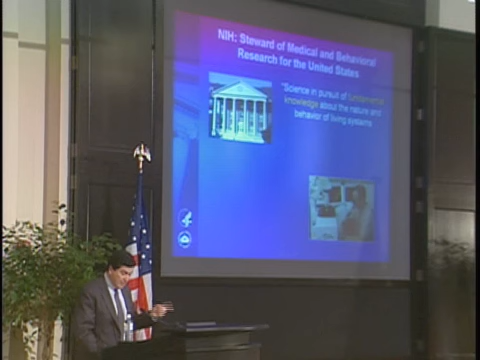 NIH: Steward of Medical and Behavioral
Research for the United States
"Science in pursuit of fundamental
knowledge about the nature and
behavior of living systems